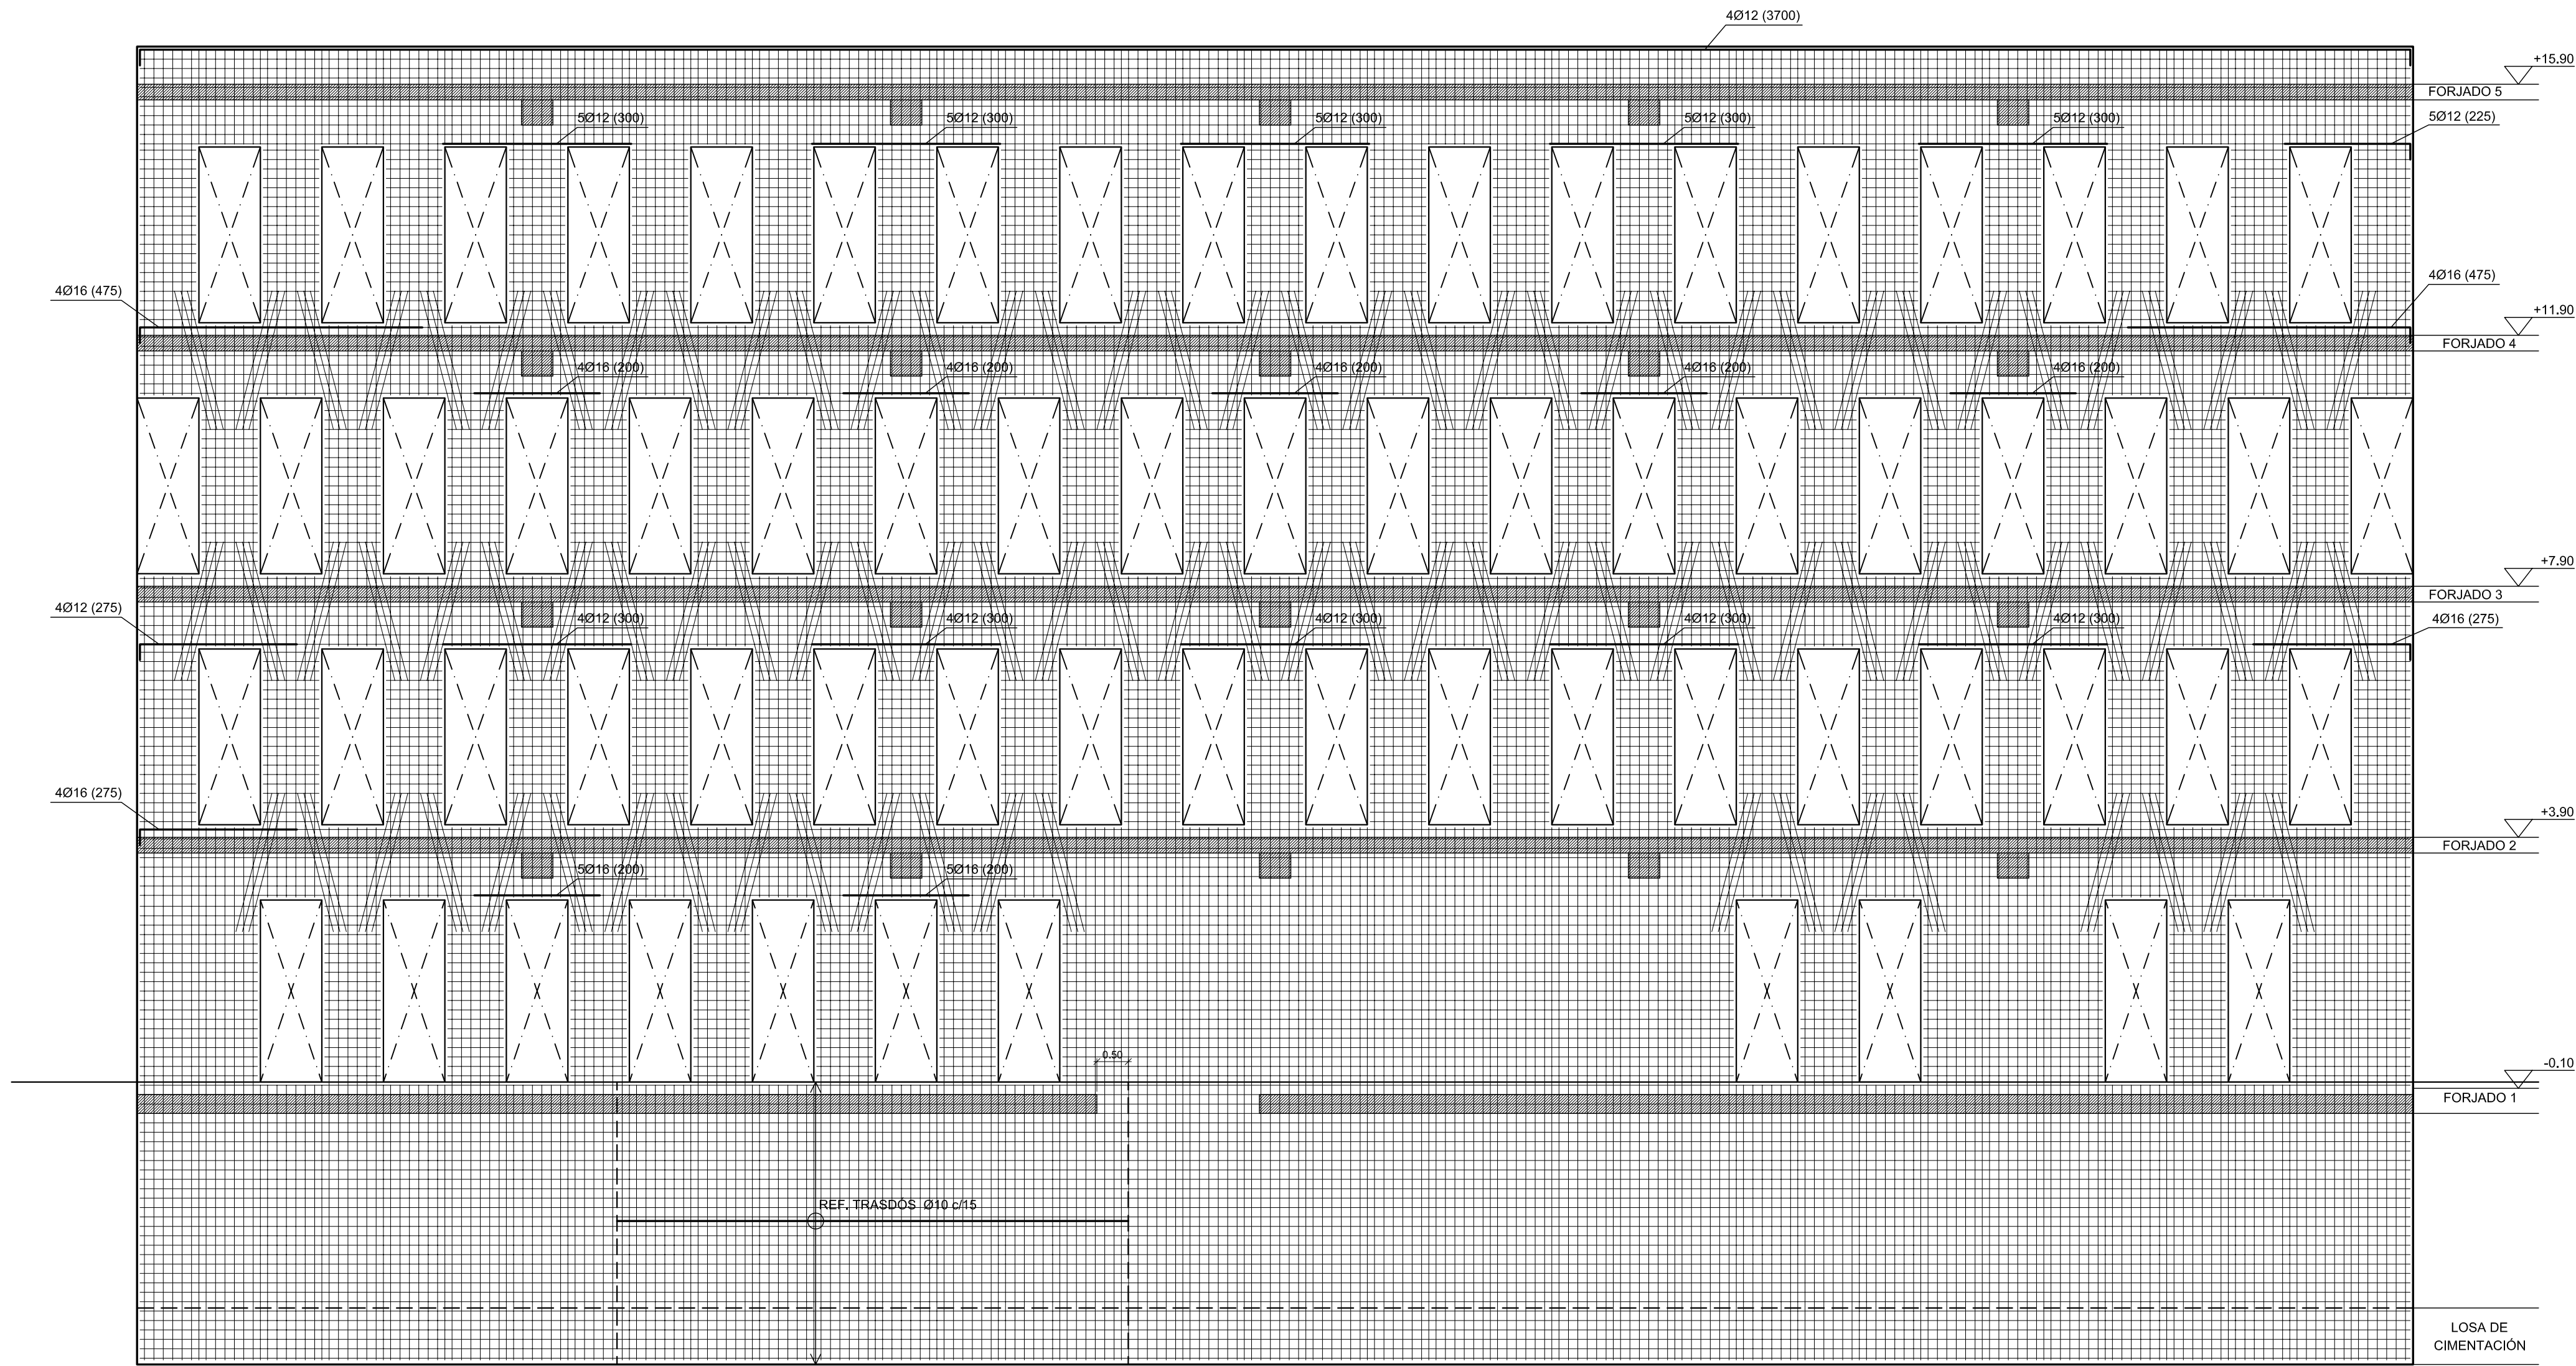 4Ø12 (3700)
+15.90
FORJADO 5
5Ø12 (300)
5Ø12 (300)
5Ø12 (300)
5Ø12 (300)
5Ø12 (300)
5Ø12 (225)
4Ø16 (475)
4Ø16 (475)
+11.90
FORJADO 4
4Ø16 (200)
4Ø16 (200)
4Ø16 (200)
4Ø16 (200)
4Ø16 (200)
+7.90
FORJADO 3
4Ø12 (275)
4Ø12 (300)
4Ø12 (300)
4Ø12 (300)
4Ø12 (300)
4Ø12 (300)
4Ø16 (275)
4Ø16 (275)
+3.90
FORJADO 2
5Ø16 (200)
5Ø16 (200)
0.50
-0.10
FORJADO 1
REF. TRASDÓS Ø10 c/15
LOSA DE
CIMENTACIÓN